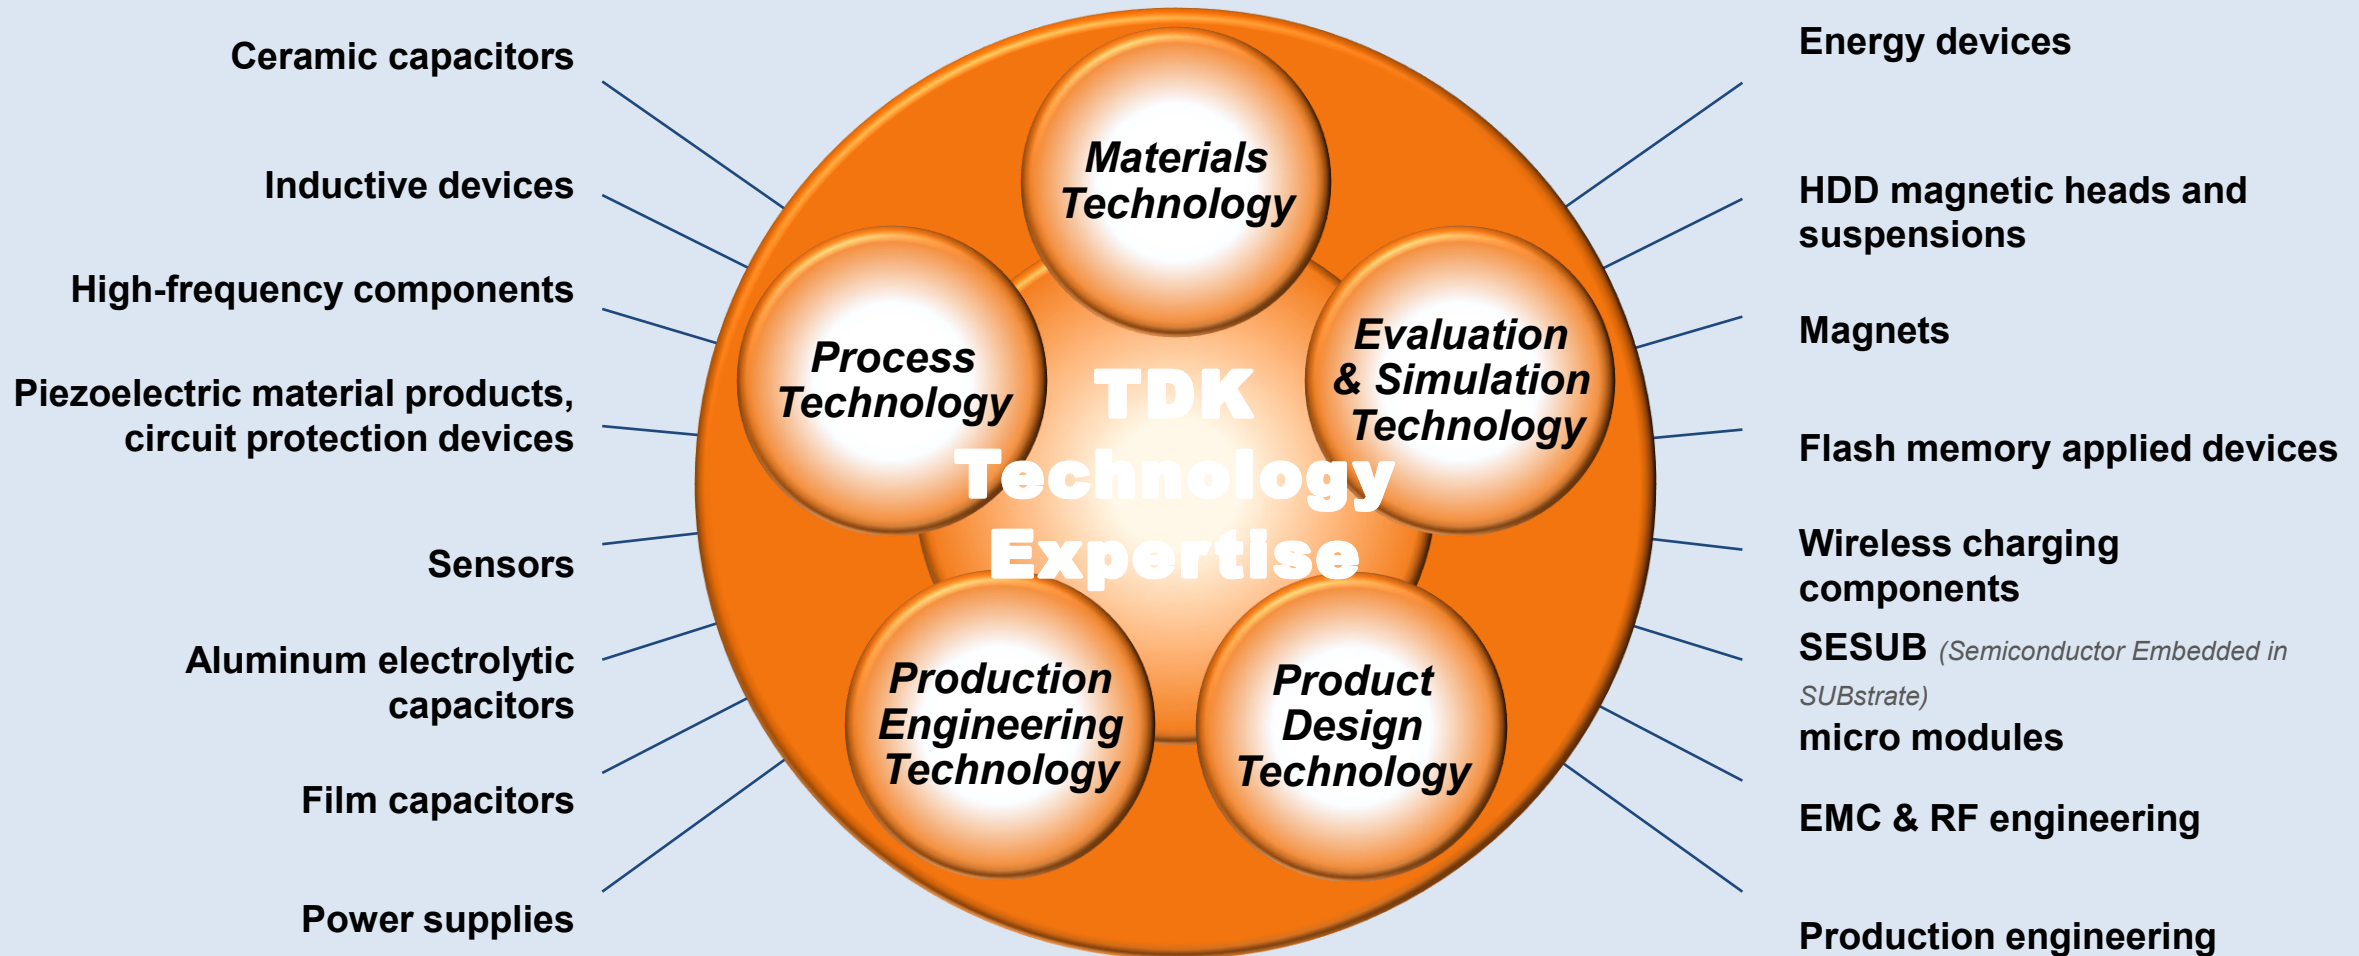 Ceramic capacitors
Inductive devices
High-frequency components
Piezoelectric material products,
circuit protection devices
Sensors
Aluminum electrolytic
capacitors
Film capacitors
Power supplies
Materials
Technology
Process
Technology
Evaluation
& Simulation
Technology
TDK
Technology
Expertise
Production
Engineering
Technology
Product
Design
Technology
Energy devices
HDD magnetic heads and
suspensions
Magnets
Flash memory applied devices
Wireless charging
components
SESUB (Semiconductor Embedded in
SUBstrate)
micro modules
EMC & RF engineering
Production engineering